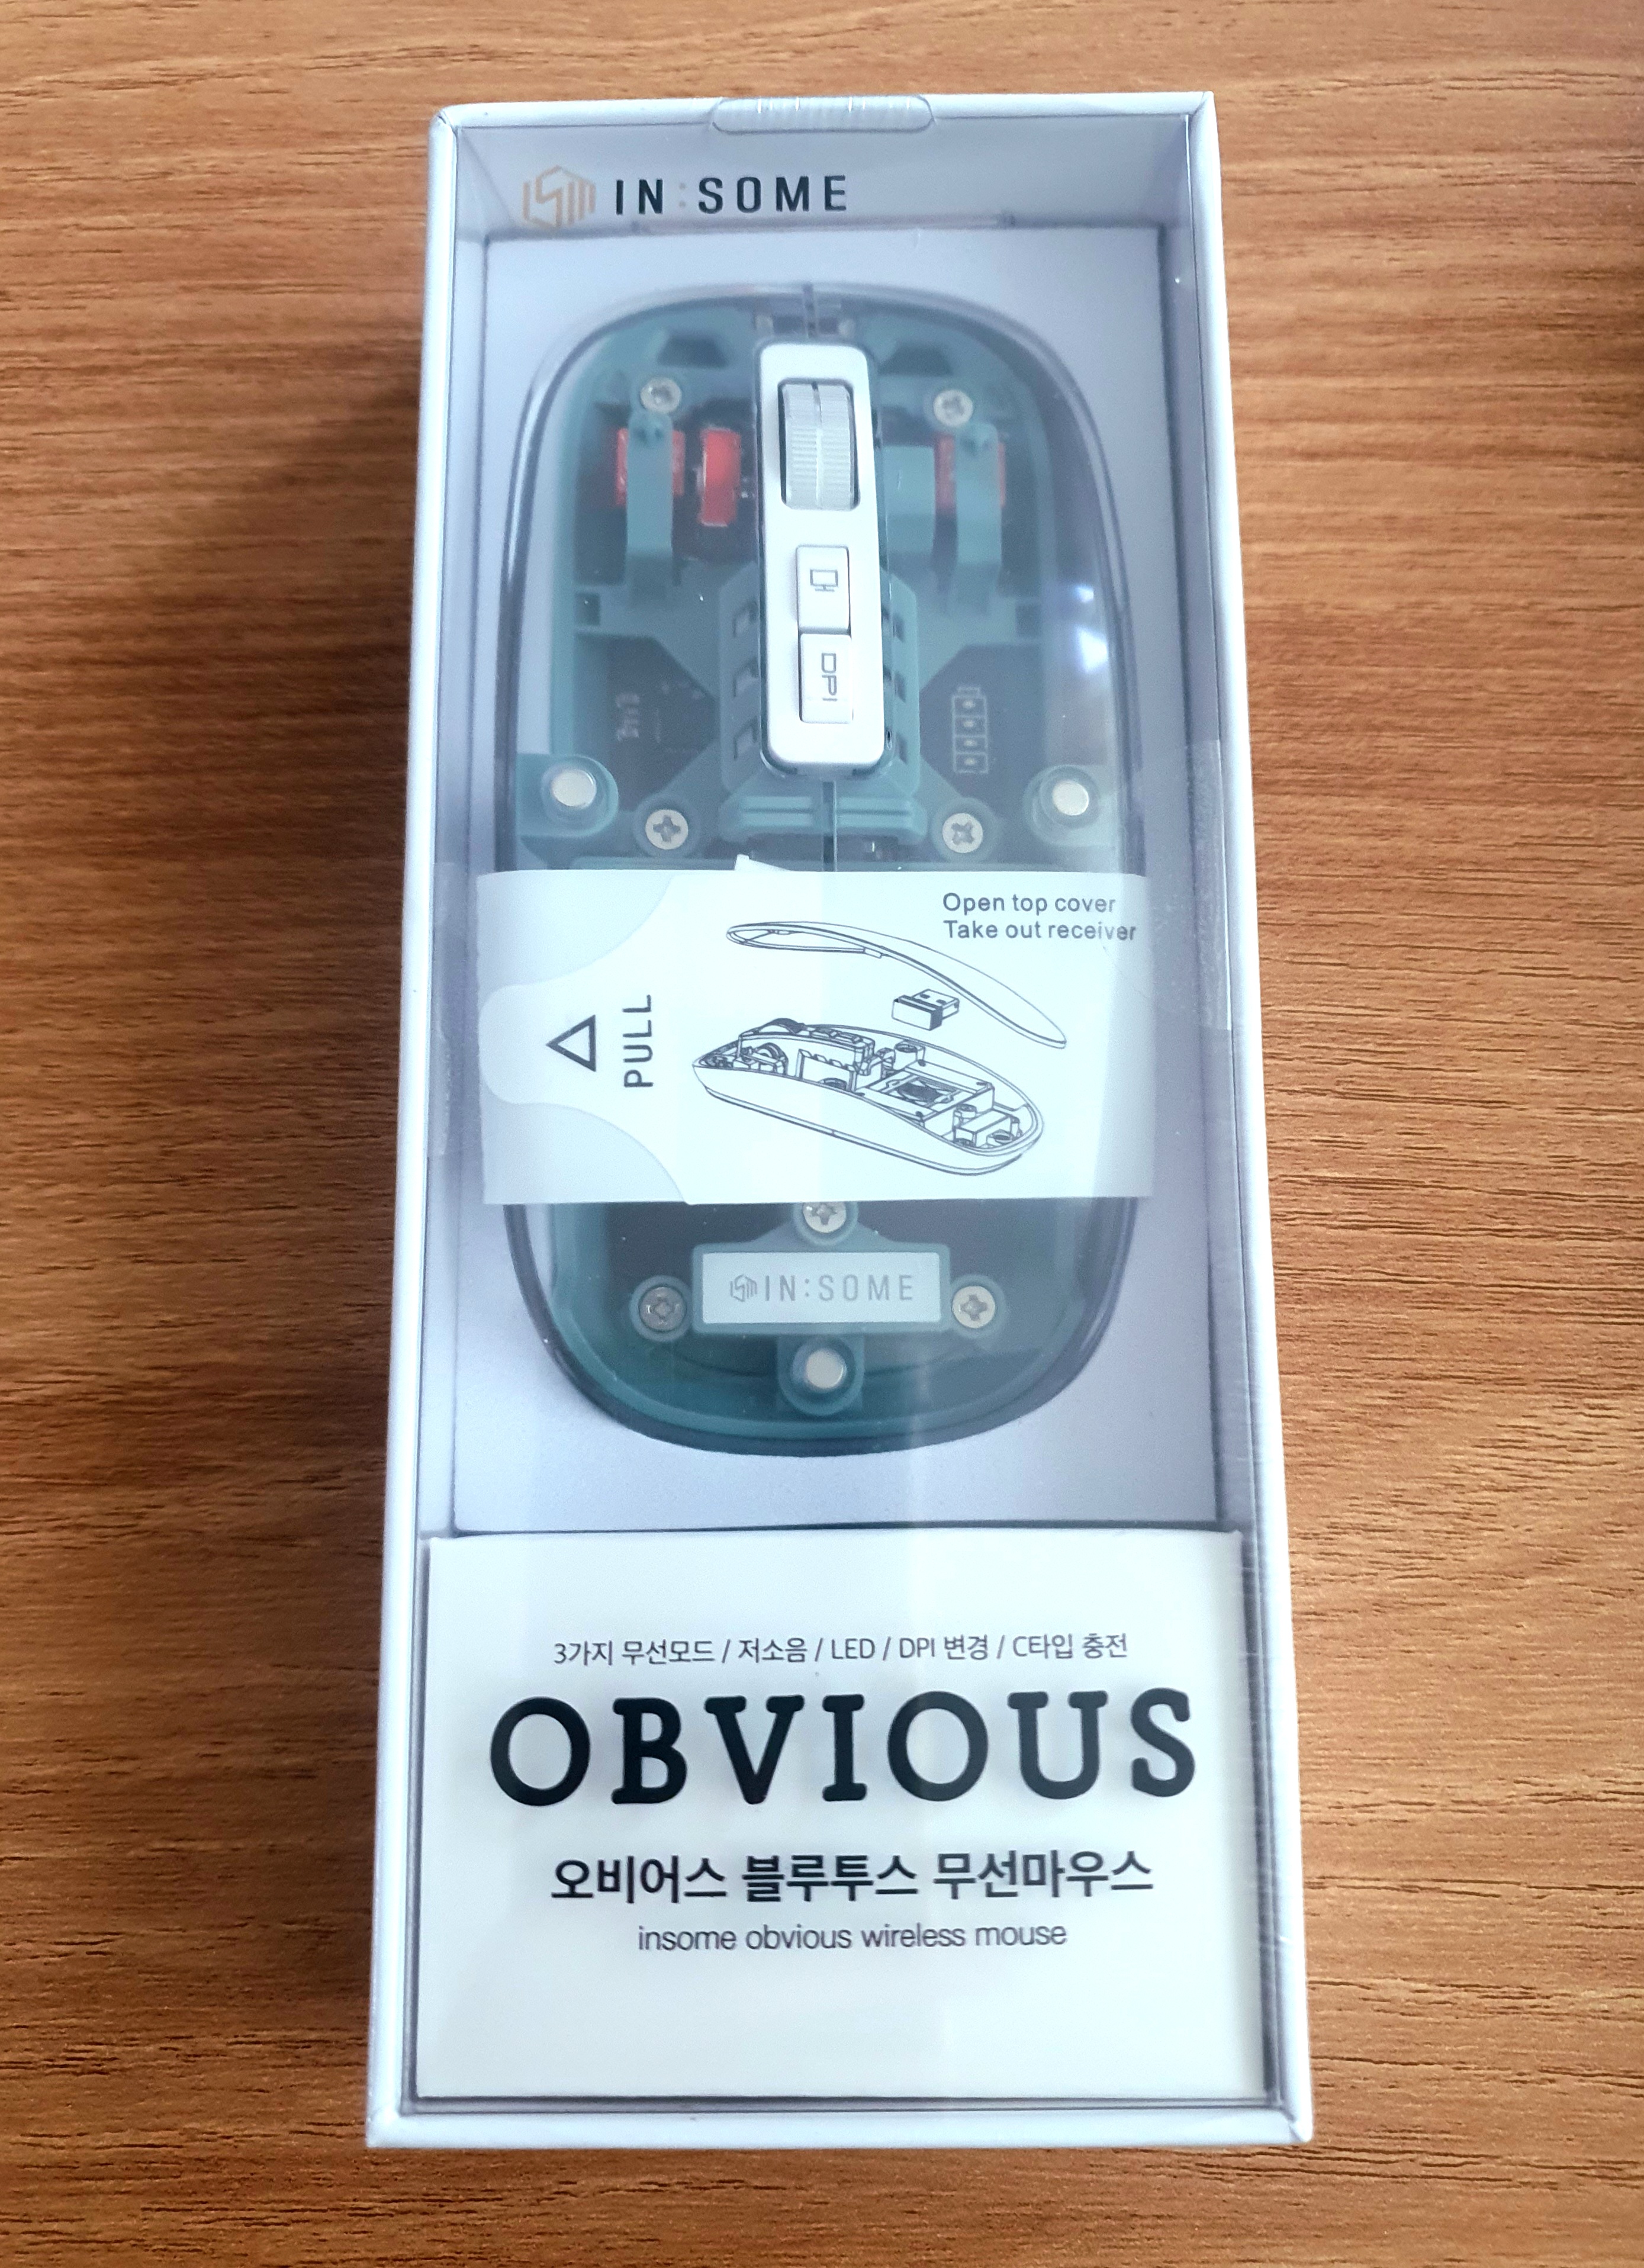 IN:SOME
DPI
Open top cover
Take out receiver
PULL
IN:SOME
3가지 무선모드 / 저소음 / LED / DPI 변경 / C타입 충전
OBVIOUS
오비어스 블루투스 무선마우스
insome obvious wireless mouse